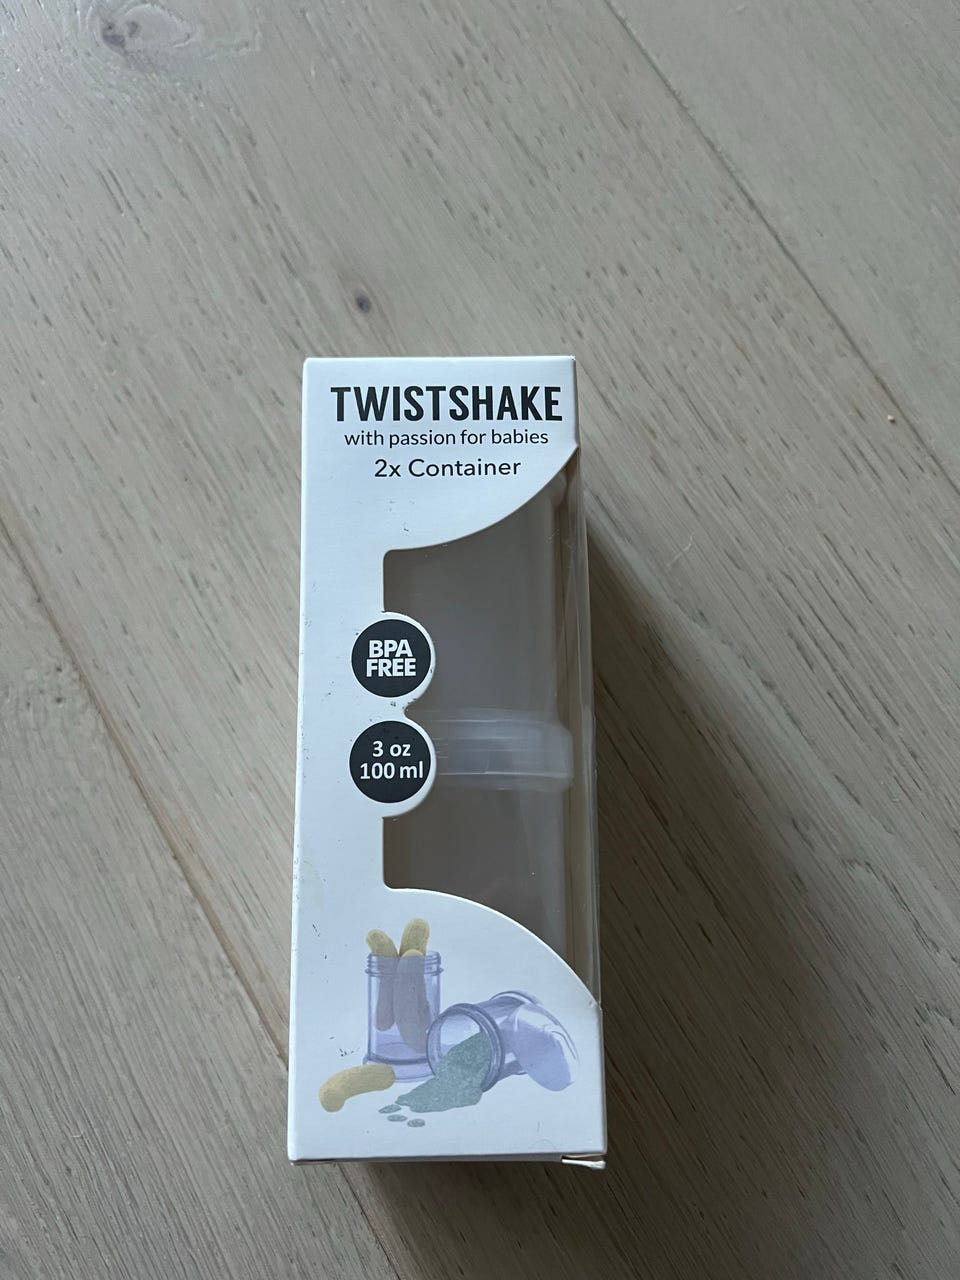 TWISTSHAKE
with passion for babies
2x Container
BPA
FREE
3 oz
100 ml